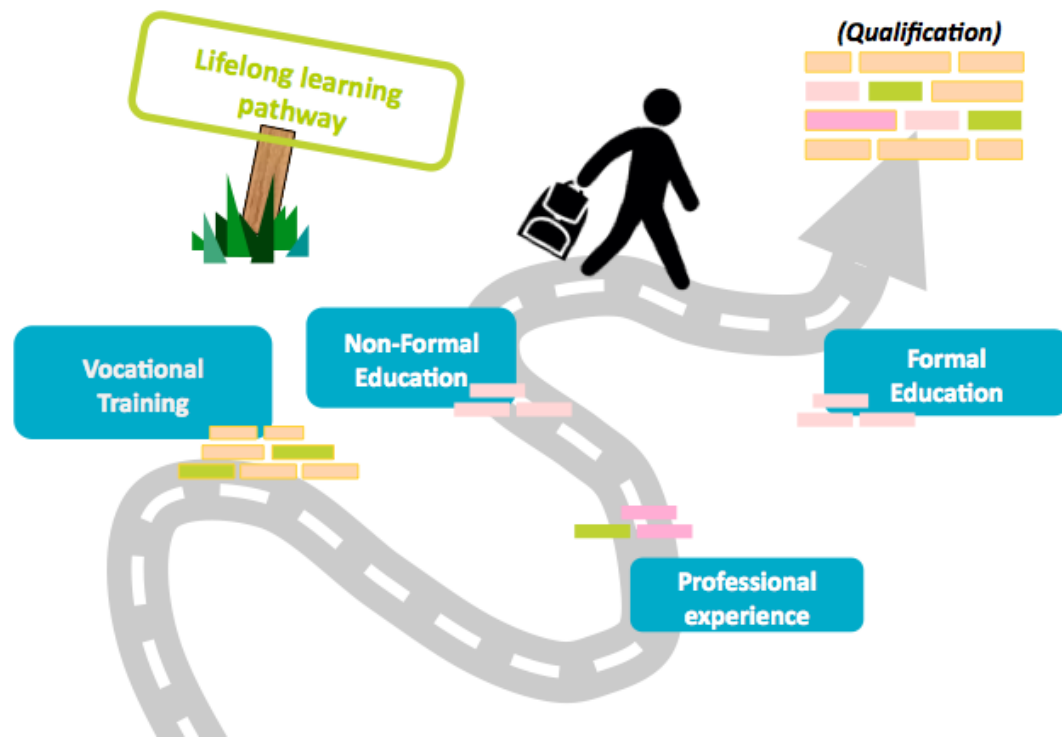 Lifelong learning
pathway
(Qualification)
Vocational
Training
Non-Formal
Education
Formal
Education
Professional
experience